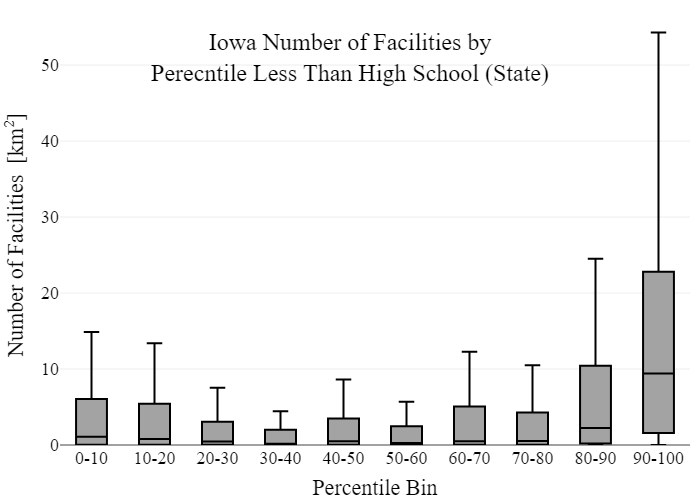 Iowa Number of Facilities by
Perecntile Less Than High School (State)
Number of Facilities [km²]
50
40
30
20
10
0
0-10 10-20 20-30 30-40 40-50 50-60 60-70 70-80 80-90 90-100
Percentile Bin